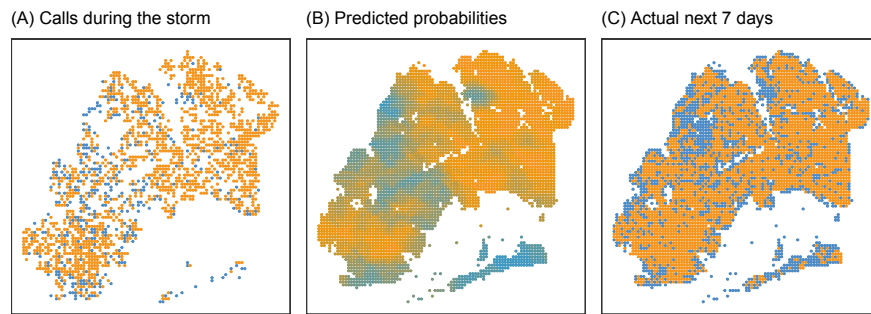 (A) Calls during the storm
(B) Predicted probabilities
(C) Actual next 7 days